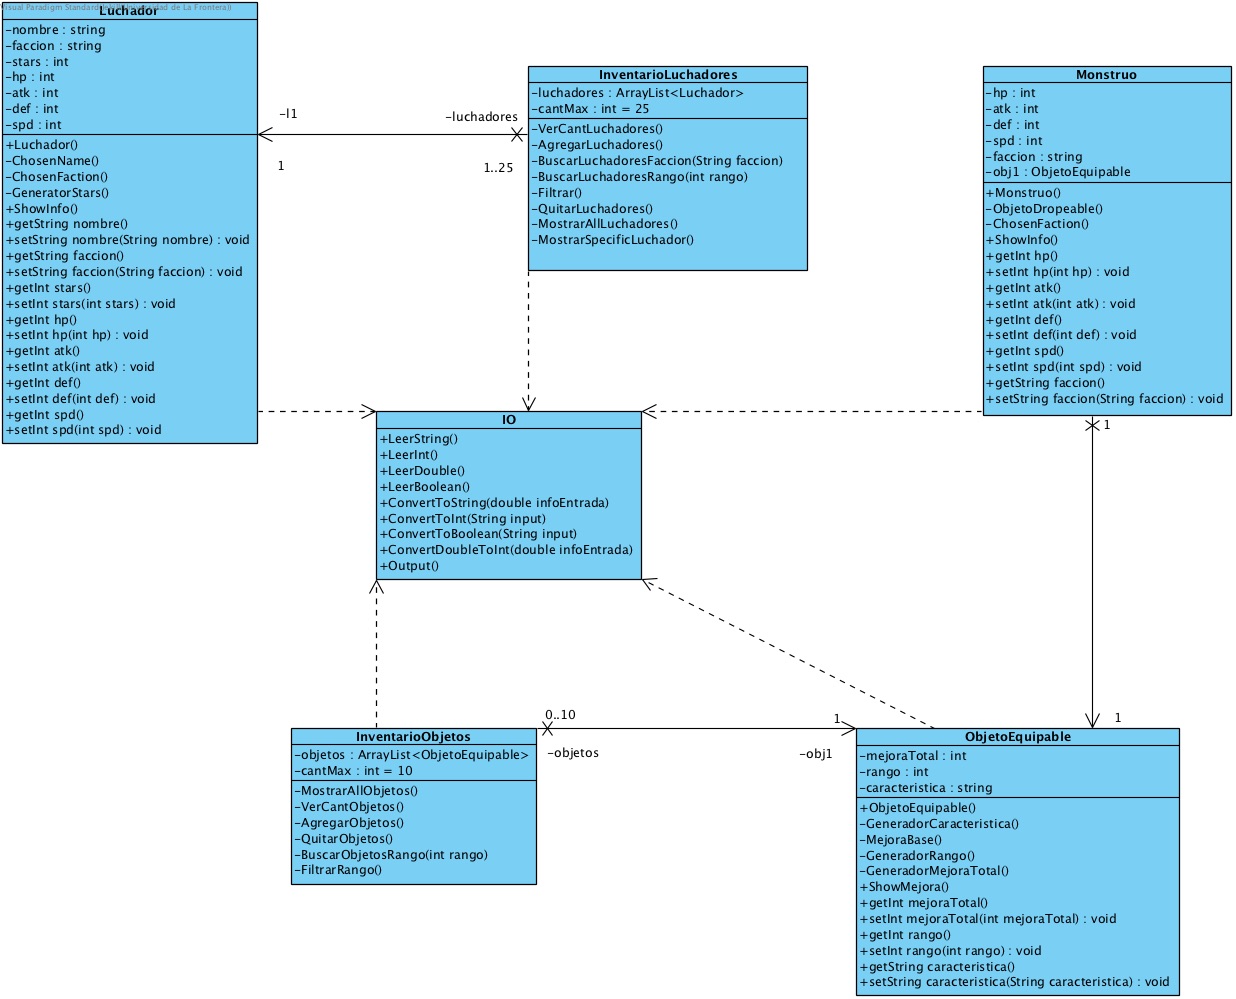 Visual Paradigm Standard
Universidad de La Frontera))
Luchador
-nombre : string
-faccion : string
-stars : int
-hp : int
-atk : int
-def : int
-spd : int
+Luchador()
-ChosenName()
-ChosenFaction()
-GeneratorStars()
+ShowInfo()
+getString nombre()
+setString nombre(String nombre) : void
+getString faccion()
+setString faccion(String faccion) : void
+getInt stars()
+setInt stars(int stars) : void
+getInt hp()
+setInt hp(int hp) : void
+getInt atk()
+setInt atk(int atk) : void
+getInt def()
+setInt def(int def) : void
+getInt spd()
+setInt spd(int spd) : void
-l1
1
-luchadores
1..25
InventarioLuchadores
-luchadores : ArrayList<Luchador>
-cantMax : int = 25
-VerCantLuchadores()
-AgregarLuchadores()
-BuscarLuchadoresFaccion(String faccion)
-BuscarLuchadoresRango(int rango)
-Filtrar()
-QuitarLuchadores()
-MostrarAllLuchadores()
-MostrarSpecificLuchador()
Monstruo
-hp : int
-atk : int
-def : int
-spd : int
-faccion : string
-obj1 : ObjetoEquipable
+Monstruo()
-ObjetoDropeable()
-ChosenFaction()
+ShowInfo()
+getInt hp()
+setInt hp(int hp) : void
+getInt atk()
+setInt atk(int atk) : void
+getInt def()
+setInt def(int def) : void
+getInt spd()
+setInt spd(int spd) : void
+getString faccion()
+setString faccion(String faccion) : void
1
1
IO
+LeerString()
+LeerInt()
+LeerDouble()
+LeerBoolean()
+ConvertToString(double infoEntrada)
+ConvertToInt(String input)
+ConvertToBoolean(String input)
+ConvertDoubleToInt(double infoEntrada)
+Output()
InventarioObjetos
-objetos : ArrayList<ObjetoEquipable>
-cantMax : int = 10
-MostrarAllObjetos()
-VerCantObjetos()
-AgregarObjetos()
-QuitarObjetos()
-BuscarObjetosRango(int rango)
-FiltrarRango()
0..10
-objetos
1
-obj1
ObjetoEquipable
-mejoraTotal : int
-rango : int
-caracteristica : string
+ObjetoEquipable()
-GeneradorCaracteristica()
-MejoraBase()
-GeneradorRango()
-GeneradorMejoraTotal()
+ShowMejora()
+getInt mejoraTotal()
+setInt mejoraTotal(int mejoraTotal) : void
+getInt rango()
+setInt rango(int rango) : void
+getString caracteristica()
+setString caracteristica(String caracteristica) : void